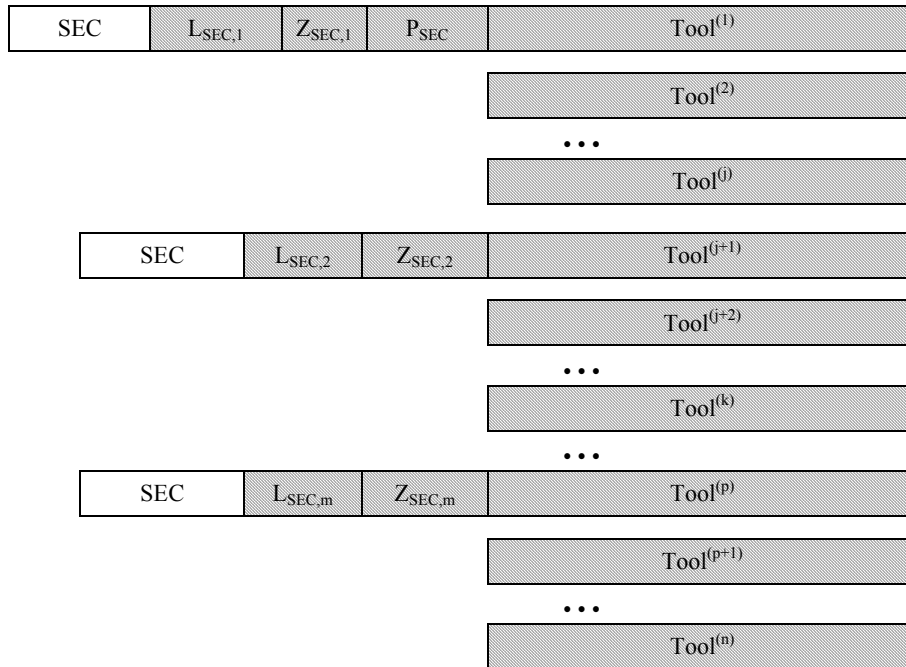 SEC L_SEC,1 Z_SEC,1 P_SEC Tool^(1)
Tool^(2)
...
Tool^(j)
SEC L_SEC,2 Z_SEC,2 Tool^(j+1)
Tool^(j+2)
...
Tool^(k)
...
SEC L_SEC,m Z_SEC,m Tool^(p)
Tool^(p+1)
...
Tool^(n)